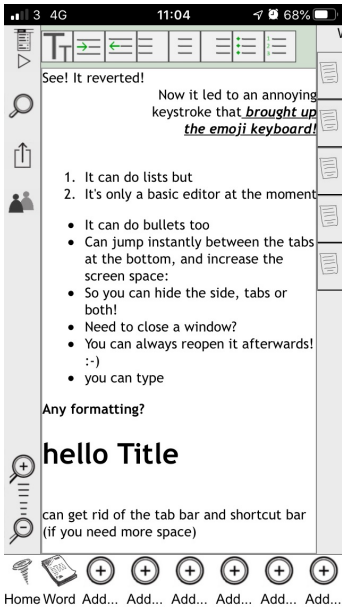 3 4G 11:04 68%
See! It reverted!
Now it led to an annoying
keystroke that brought up
the emoji keyboard!
1. It can do lists but
2. It's only a basic editor at the moment
• It can do bullets too
• Can jump instantly between the tabs
at the bottom, and increase the
screen space:
• So you can hide the side, tabs or
both!
• Need to close a window?
• You can always reopen it afterwards!
:-)
• you can type
Any formatting?
hello Title
can get rid of the tab bar and shortcut bar
(if you need more space)
Home Word Add... Add... Add... Add... Add... Add...